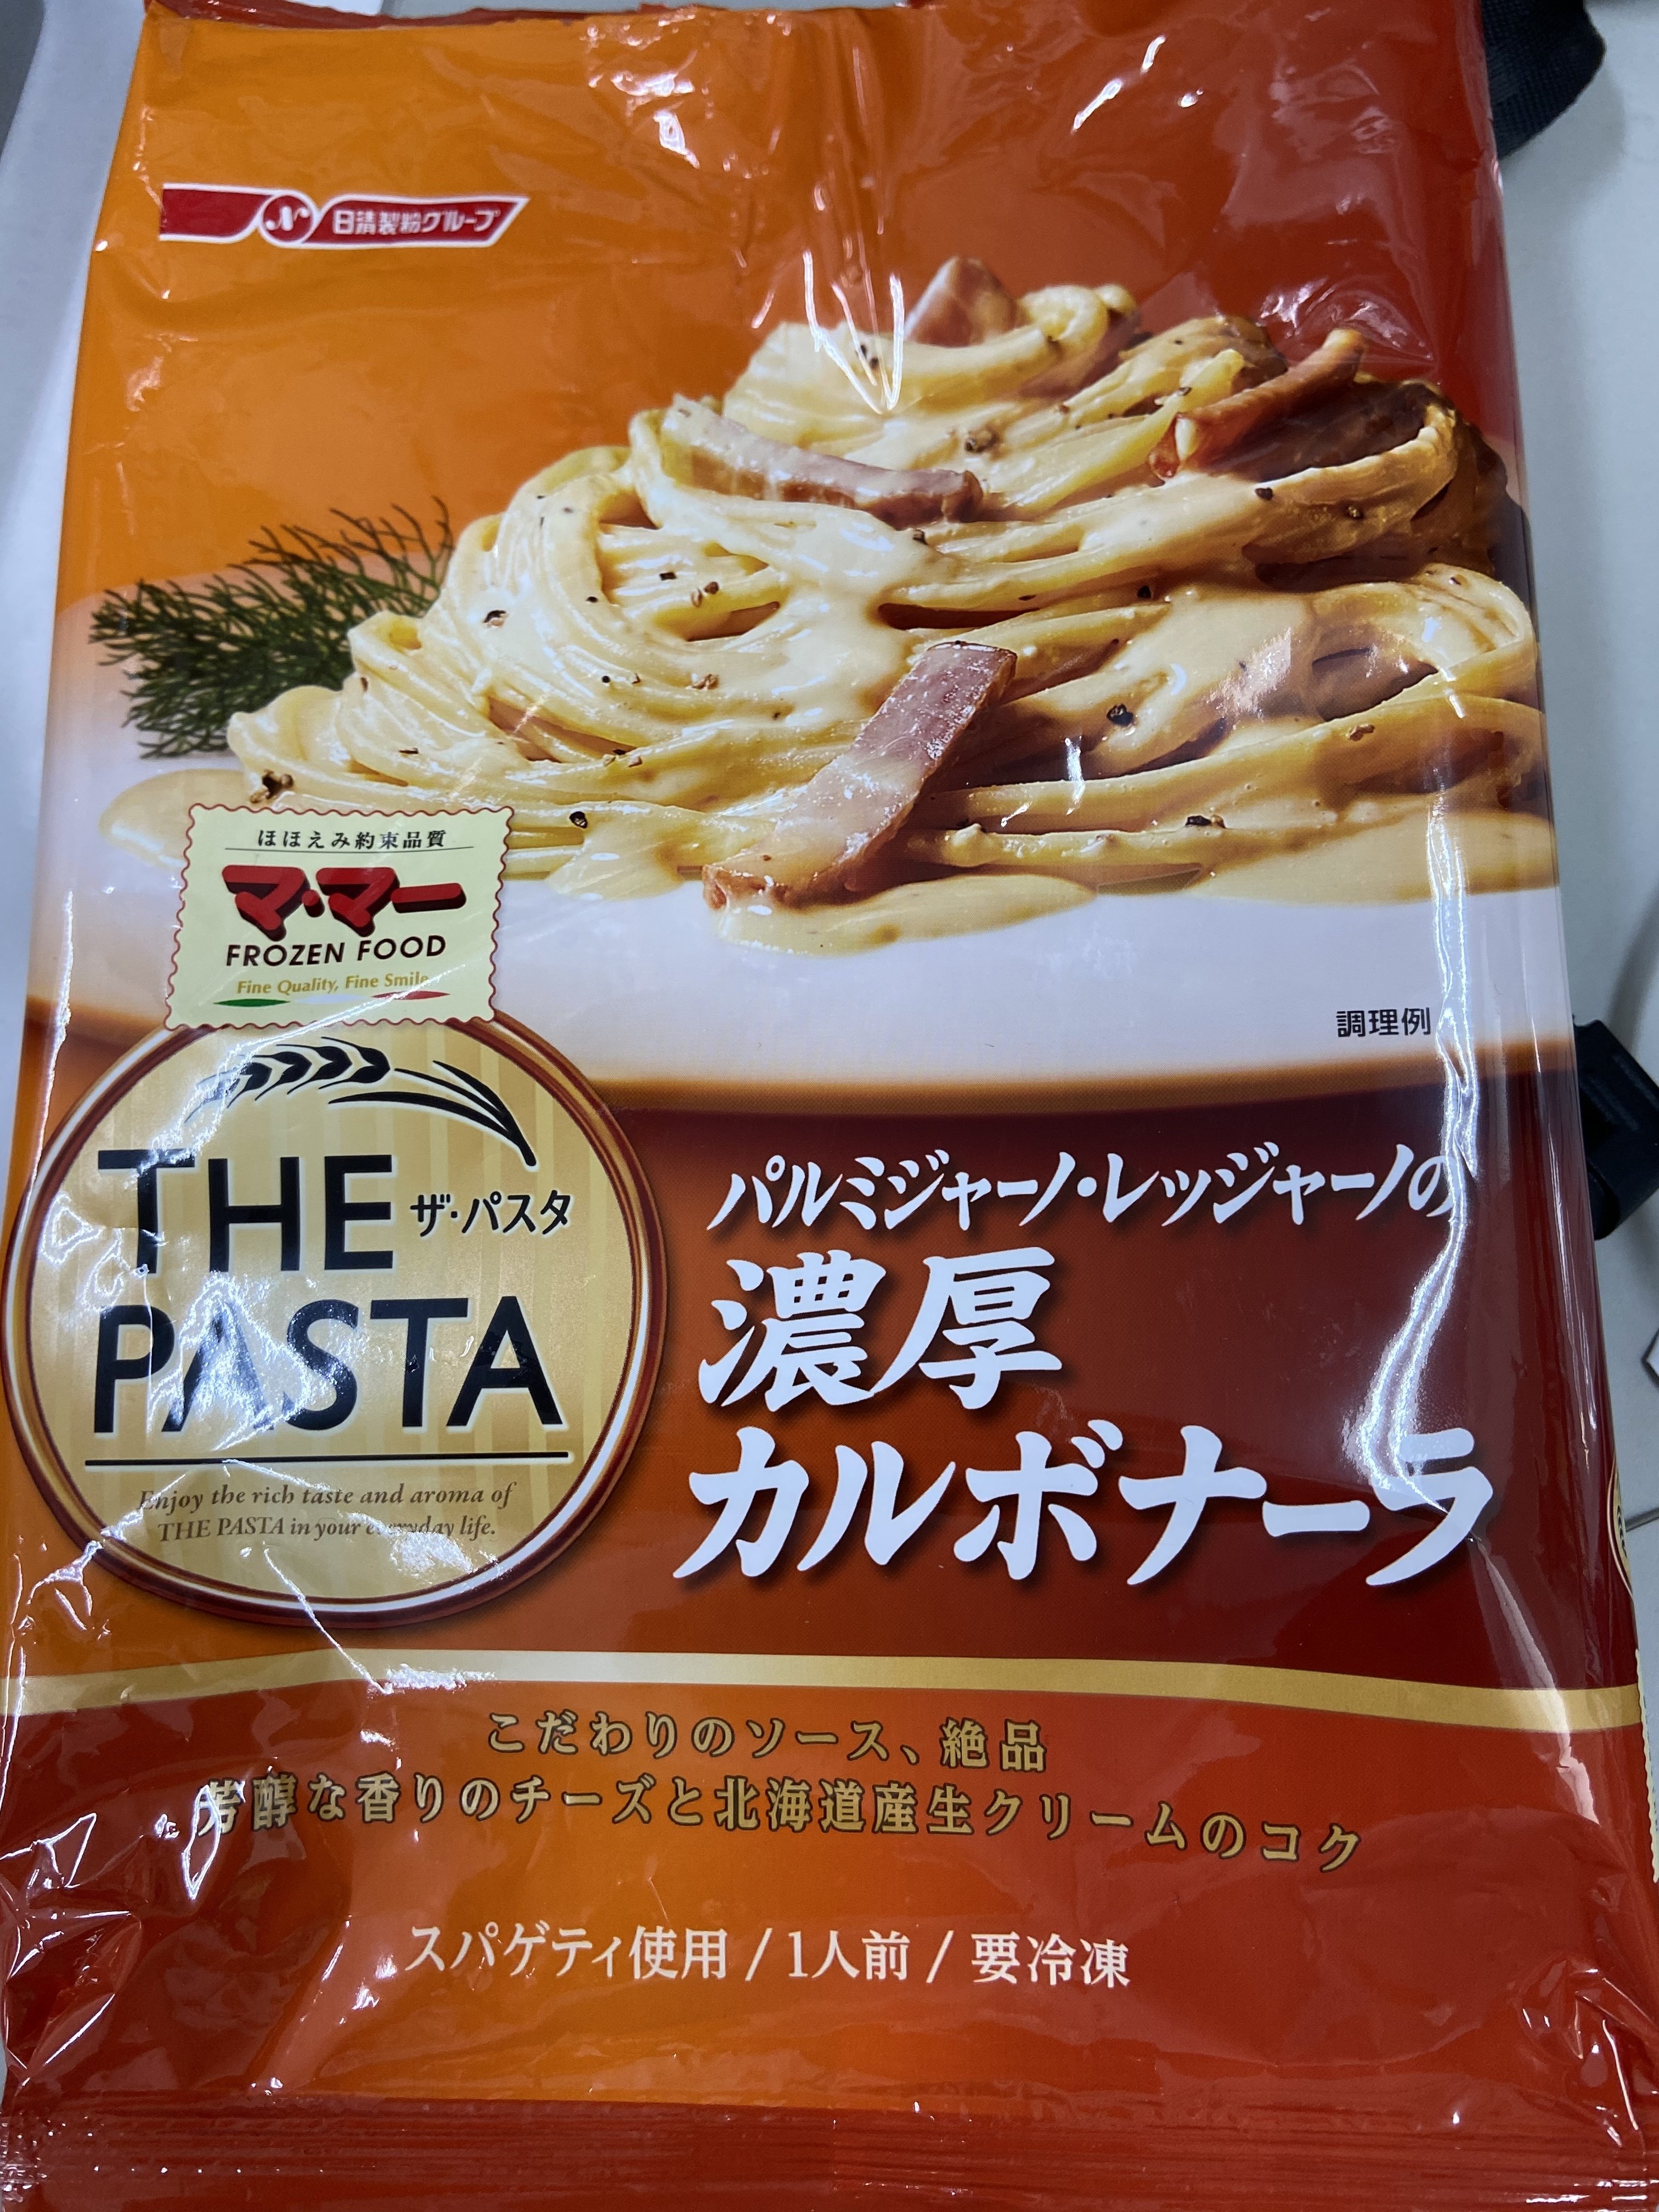 日清製粉グループ
ほほえみ約束品質
マ・マー
FROZEN FOOD
Fine Quality, Fine Smile
調理例
THE
ザ・パスタ
PASTA
Enjoy the rich taste and aroma of
THE PASTA in your everyday life.
パルミジャーノ・レッジャーノの
濃厚
カルボナーラ
こだわりのソース、絶品
芳醇な香りのチーズと北海道産生クリームのコク
スパゲティ使用 / 1人前 / 要冷凍